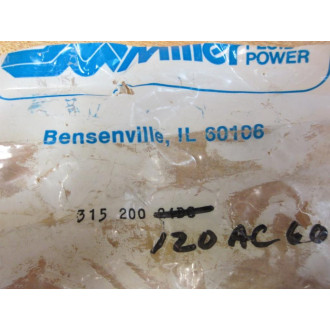 Miller FLUID
POWER
Bensenville, IL 60106
315 200
120 AC 60